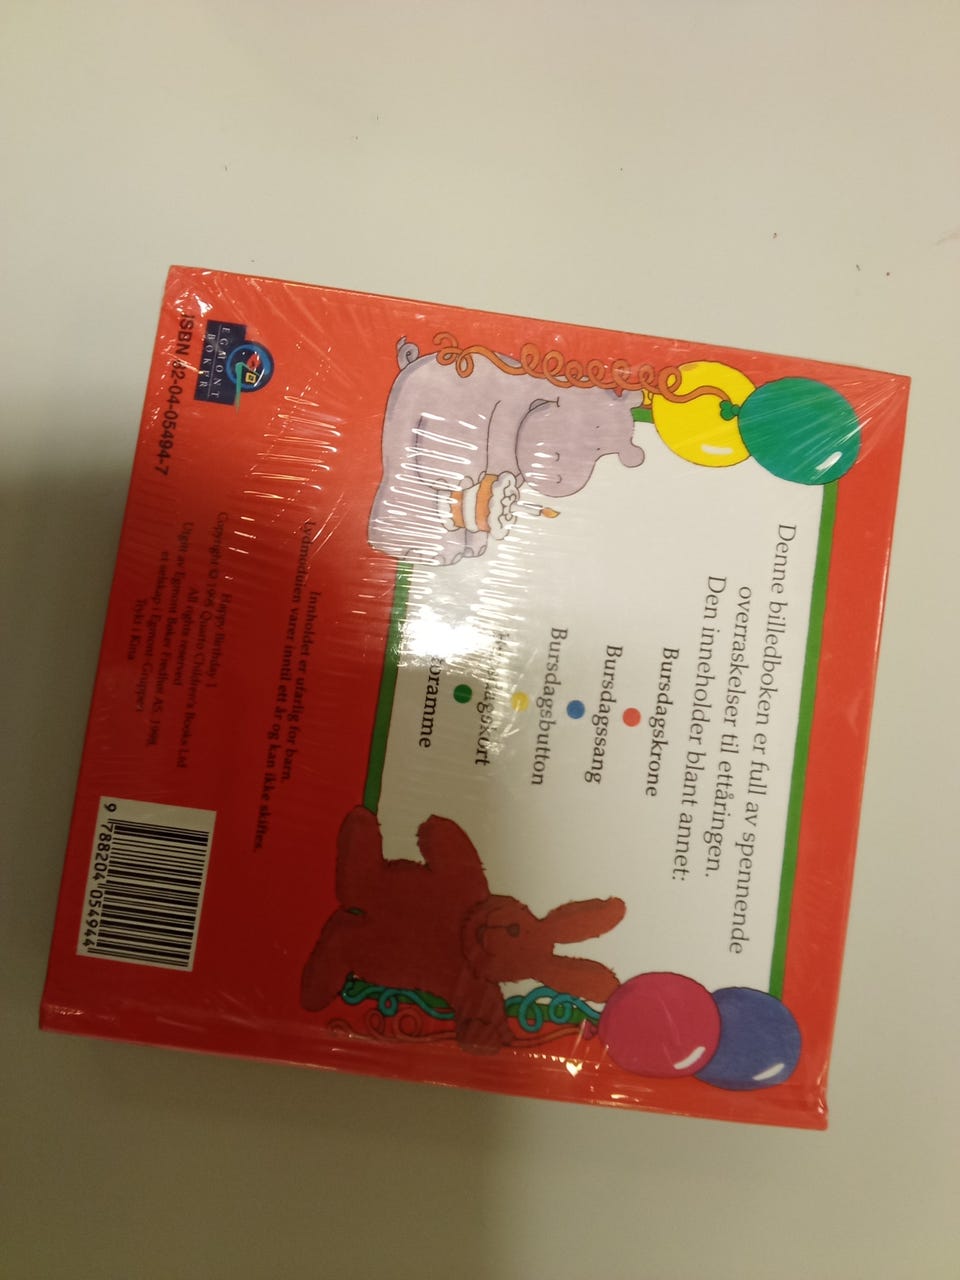 Denne billedboken er full av spennende
overraskelser til ettåringen.
Den inneholder blant annet:
Bursdagskrone
Bursdagssang
Bursdagsbutton
Innholdet er ufarlig for barn.
Lydmodulen varer inntil ett år og kan ikke skiftes.
Happy Birthday 1
Copyright © Quarto Children's Books Ltd
All rights reserved
Utgitt av Egmont Bøker Fredhøi AS, 1998
et selskap i Egmont-Gruppen
Trykt i Kina
EGMONT
BØKER
ISBN 82-04-05494-7
9 788204 054944